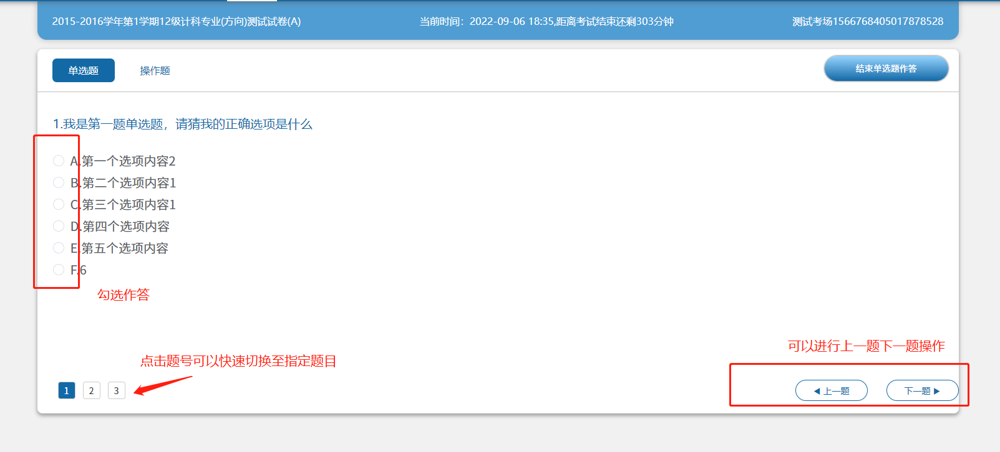 2015-2016学年第1学期12级计科专业(方向)测试试卷(A)
当前时间：2022-09-06 18:35,距离考试结束还剩303分钟
测试考场1566768405017878528
单选题
操作题
结束单选题作答
1.我是第一题单选题，请猜我的正确选项是什么
A.第一个选项内容2
B.第二个选项内容1
C.第三个选项内容1
D.第四个选项内容
E.第五个选项内容
F.6
勾选作答
可以进行上一题下一题操作
点击题号可以快速切换至指定题目
1
2
3
◀ 上一题
下一题 ▶